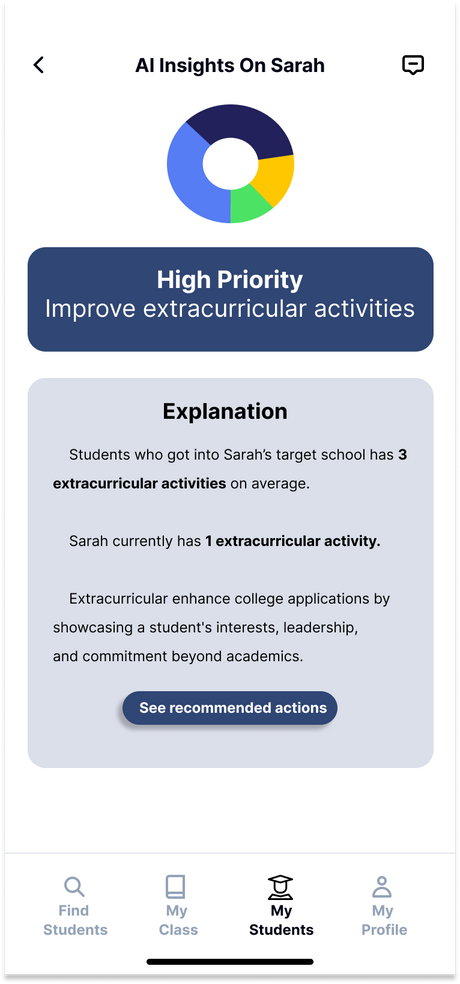 AI Insights On Sarah
High Priority
Improve extracurricular activities
Explanation
Students who got into Sarah’s target school has 3
extracurricular activities on average.
Sarah currently has 1 extracurricular activity.
Extracurricular enhance college applications by
showcasing a student's interests, leadership,
and commitment beyond academics.
See recommended actions
Find
Students
My
Class
My
Students
My
Profile